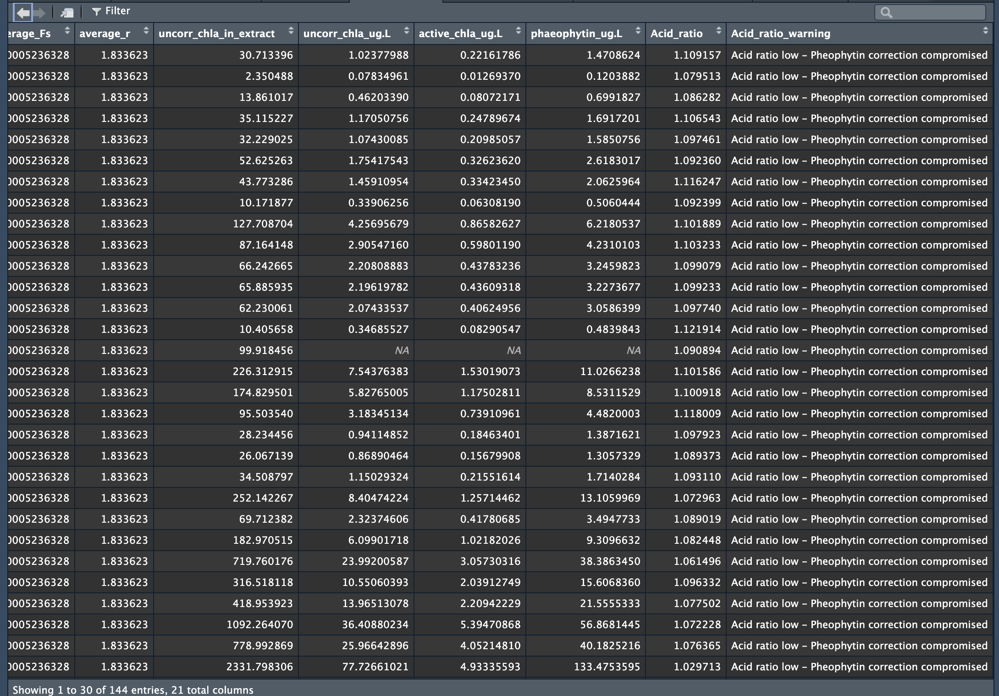 Filter
erage_Fs average_r uncorr_chla_in_extract uncorr_chla_ug.L active_chla_ug.L phaeophytin_ug.L Acid_ratio Acid_ratio_warning
0005236328 1.833623 30.713396 1.02377988 0.22161786 1.4708624 1.109157 Acid ratio low – Pheophytin correction compromised
0005236328 1.833623 2.350488 0.07834961 0.01269370 0.1203882 1.079513 Acid ratio low – Pheophytin correction compromised
0005236328 1.833623 13.861017 0.46203390 0.08072171 0.6991827 1.086282 Acid ratio low – Pheophytin correction compromised
0005236328 1.833623 35.115227 1.17050756 0.24789674 1.6917201 1.106543 Acid ratio low – Pheophytin correction compromised
0005236328 1.833623 32.229025 1.07430085 0.20985057 1.5850756 1.097461 Acid ratio low – Pheophytin correction compromised
0005236328 1.833623 52.625263 1.75417543 0.32623620 2.6183017 1.092360 Acid ratio low – Pheophytin correction compromised
0005236328 1.833623 43.773286 1.45910954 0.33423450 2.0625964 1.116247 Acid ratio low – Pheophytin correction compromised
0005236328 1.833623 10.171877 0.33906256 0.06308190 0.5060444 1.092399 Acid ratio low – Pheophytin correction compromised
0005236328 1.833623 127.708704 4.25695679 0.86582627 6.2180537 1.101889 Acid ratio low – Pheophytin correction compromised
0005236328 1.833623 87.164148 2.90547160 0.59801190 4.2310103 1.103233 Acid ratio low – Pheophytin correction compromised
0005236328 1.833623 66.242665 2.20808883 0.43783236 3.2459823 1.099079 Acid ratio low – Pheophytin correction compromised
0005236328 1.833623 65.885935 2.19619782 0.43609318 3.2273677 1.099233 Acid ratio low – Pheophytin correction compromised
0005236328 1.833623 62.230061 2.07433537 0.40624956 3.0586399 1.097740 Acid ratio low – Pheophytin correction compromised
0005236328 1.833623 10.405658 0.34685527 0.08290547 0.4839843 1.121914 Acid ratio low – Pheophytin correction compromised
0005236328 1.833623 99.918456 NA NA NA 1.090894 Acid ratio low – Pheophytin correction compromised
0005236328 1.833623 226.312915 7.54376383 1.53019073 11.0266238 1.101586 Acid ratio low – Pheophytin correction compromised
0005236328 1.833623 174.829501 5.82765005 1.17502811 8.5311529 1.100918 Acid ratio low – Pheophytin correction compromised
0005236328 1.833623 95.503540 3.18345134 0.73910961 4.4820003 1.118009 Acid ratio low – Pheophytin correction compromised
0005236328 1.833623 28.234456 0.94114852 0.18463401 1.3871621 1.097923 Acid ratio low – Pheophytin correction compromised
0005236328 1.833623 26.067139 0.86890464 0.15679908 1.3057329 1.089373 Acid ratio low – Pheophytin correction compromised
0005236328 1.833623 34.508797 1.15029324 0.21551614 1.7140284 1.093110 Acid ratio low – Pheophytin correction compromised
0005236328 1.833623 252.142267 8.40474224 1.25714462 13.1059969 1.072963 Acid ratio low – Pheophytin correction compromised
0005236328 1.833623 69.712382 2.32374606 0.41780685 3.4947733 1.089019 Acid ratio low – Pheophytin correction compromised
0005236328 1.833623 182.970515 6.09901718 1.02182026 9.3096632 1.082448 Acid ratio low – Pheophytin correction compromised
0005236328 1.833623 719.760176 23.99200587 3.05730316 38.3863450 1.061496 Acid ratio low – Pheophytin correction compromised
0005236328 1.833623 316.518118 10.55060393 2.03912749 15.6068360 1.096332 Acid ratio low – Pheophytin correction compromised
0005236328 1.833623 418.953923 13.96513078 2.20942229 21.5555333 1.077502 Acid ratio low – Pheophytin correction compromised
0005236328 1.833623 1092.264070 36.40880234 5.39470868 56.8681445 1.072228 Acid ratio low – Pheophytin correction compromised
0005236328 1.833623 778.992869 25.96642896 4.05214810 40.1825216 1.076365 Acid ratio low – Pheophytin correction compromised
0005236328 1.833623 2331.798306 77.72661021 4.93335593 133.4753595 1.029713 Acid ratio low – Pheophytin correction compromised
Showing 1 to 30 of 144 entries, 21 total columns